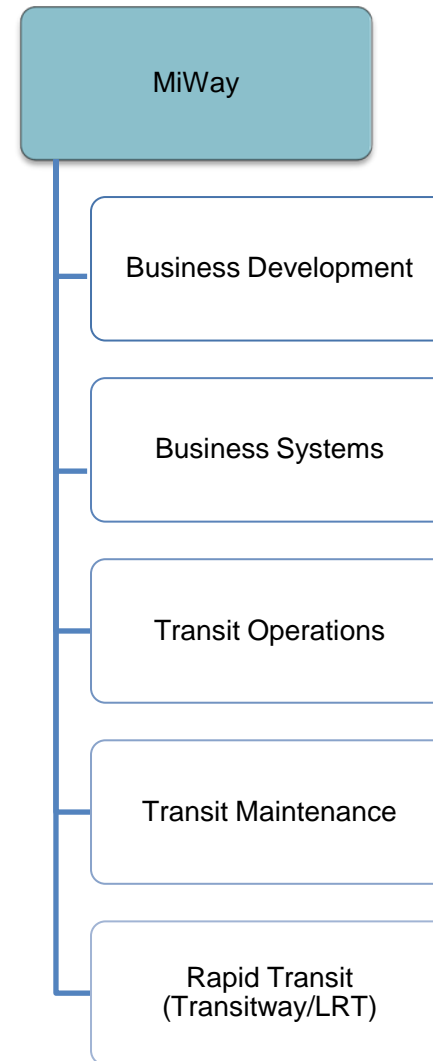 MiWay
Business Development
Business Systems
Transit Operations
Transit Maintenance
Rapid Transit
(Transitway/LRT)